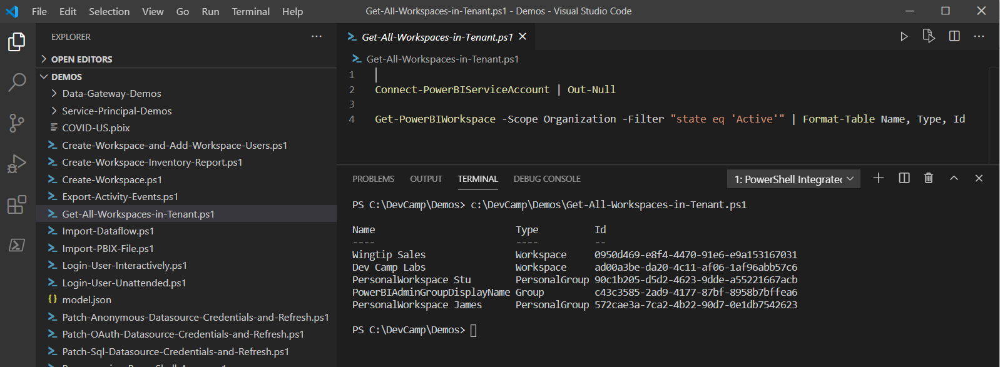 File Edit Selection View Go Run Terminal Help
Get-All-Workspaces-in-Tenant.ps1 - Demos - Visual Studio Code
EXPLORER
OPEN EDITORS
DEMOS
Data-Gateway-Demos
Service-Principal-Demos
COVID-US.pbix
Create-Workspace-and-Add-Workspace-Users.ps1
Create-Workspace-Inventory-Report.ps1
Create-Workspace.ps1
Export-Activity-Events.ps1
Get-All-Workspaces-in-Tenant.ps1
Import-Dataflow.ps1
Import-PBIX-File.ps1
Login-User-Interactively.ps1
Login-User-Unattended.ps1
{} model.json
Patch-Anonymous-Datasource-Credentials-and-Refresh.ps1
Patch-OAuth-Datasource-Credentials-and-Refresh.ps1
Patch-Sql-Datasource-Credentials-and-Refresh.ps1
Get-All-Workspaces-in-Tenant.ps1
Get-All-Workspaces-in-Tenant.ps1
1
2 Connect-PowerBIServiceAccount | Out-Null
3
4 Get-PowerBIWorkspace -Scope Organization -Filter "state eq 'Active'" | Format-Table Name, Type, Id
PROBLEMS OUTPUT TERMINAL DEBUG CONSOLE
1: PowerShell Integrated
PS C:\DevCamp\Demos> c:\DevCamp\Demos\Get-All-Workspaces-in-Tenant.ps1
Name Type Id
---- ---- --
Wingtip Sales Workspace 0950d469-e8f4-4470-91e6-e9a153167031
Dev Camp Labs Workspace ad00a3be-da20-4c11-af06-1af96abb57c6
PersonalWorkspace Stu PersonalGroup 90c1b205-d5d2-4623-9dde-a55221667acb
PowerBIAdminGroupDisplayName Group c43c3585-2ad9-4177-87bf-8958b7bffea6
PersonalWorkspace James PersonalGroup 572cae3a-7ca2-4b22-90d7-0e1db7542623
PS C:\DevCamp\Demos>